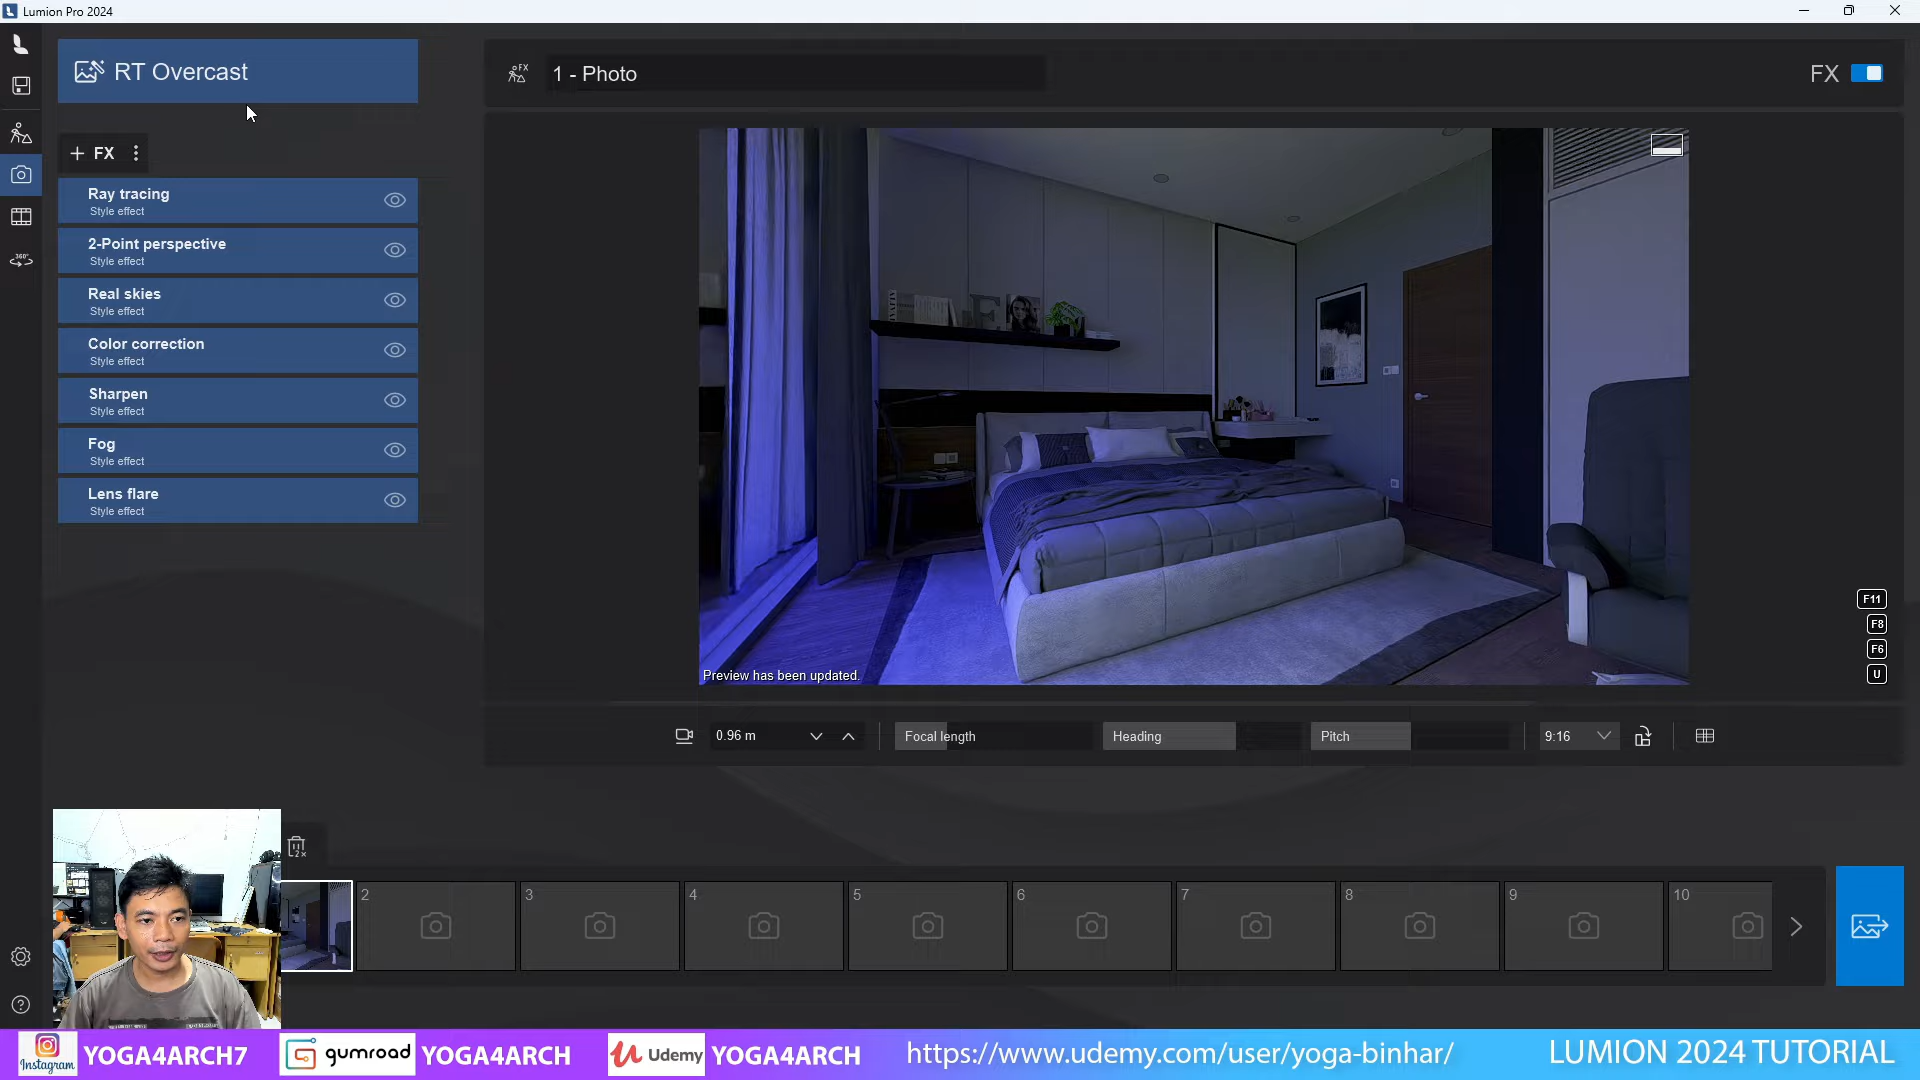 Lumion Pro 2024
RT Overcast
1 - Photo
FX
FX
Ray tracing
Style effect
2-Point perspective
Style effect
Real skies
Style effect
Color correction
Style effect
Sharpen
Style effect
Fog
Style effect
Lens flare
Style effect
Preview has been updated.
F11
F8
F6
U
0.96 m
Focal length
Heading
Pitch
9:16
2
3
4
5
6
7
8
9
10
Instagram
YOGA4ARCH7
gumroad
YOGA4ARCH
Udemy
YOGA4ARCH
https://www.udemy.com/user/yoga-binhar/
LUMION 2024 TUTORIAL